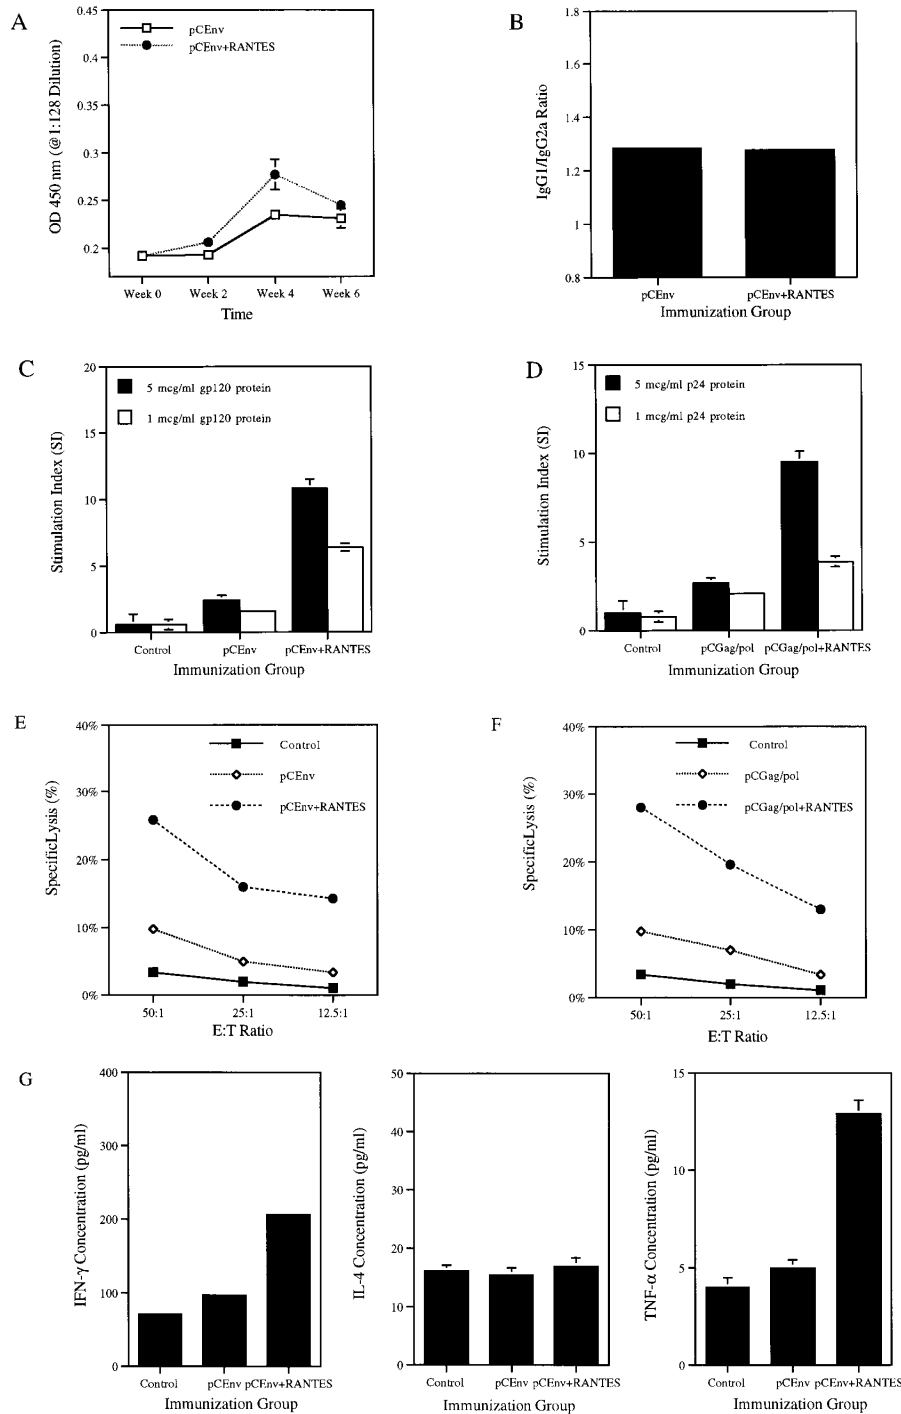 A
OD 450 nm (@1:128 Dilution)
0.45
0.4
0.35
0.3
0.25
0.2
pCEnv
pCEnv+RANTES
Week 0 Week 2 Week 4 Week 6
Time
B
IgG1/IgG2a Ratio
1.8
1.6
1.4
1.2
1
0.8
pCEnv pCEnv+RANTES
Immunization Group
C
Stimulation Index (SI)
20
15
10
5
0
5 mcg/ml gp120 protein
1 mcg/ml gp120 protein
Control pCEnv pCEnv+RANTES
Immunization Group
D
Stimulation Index (SI)
15
10
5
0
5 mcg/ml p24 protein
1 mcg/ml p24 protein
Control pCGag/pol pCGag/pol+RANTES
Immunization Group
E
SpecificLysis (%)
40%
30%
20%
10%
0%
Control
pCEnv
pCEnv+RANTES
50:1 25:1 12.5:1
E:T Ratio
F
SpecificLysis (%)
40%
30%
20%
10%
0%
Control
pCGag/pol
pCGag/pol+RANTES
50:1 25:1 12.5:1
E:T Ratio
G
IFN-γ Concentration (pg/ml)
400
300
200
100
0
Control pCEnv pCEnv+RANTES
Immunization Group
IL-4 Concentration (pg/ml)
50
40
30
20
10
0
Control pCEnv pCEnv+RANTES
Immunization Group
TNF-α Concentration (pg/ml)
15
10
5
0
Control pCEnv pCEnv+RANTES
Immunization Group